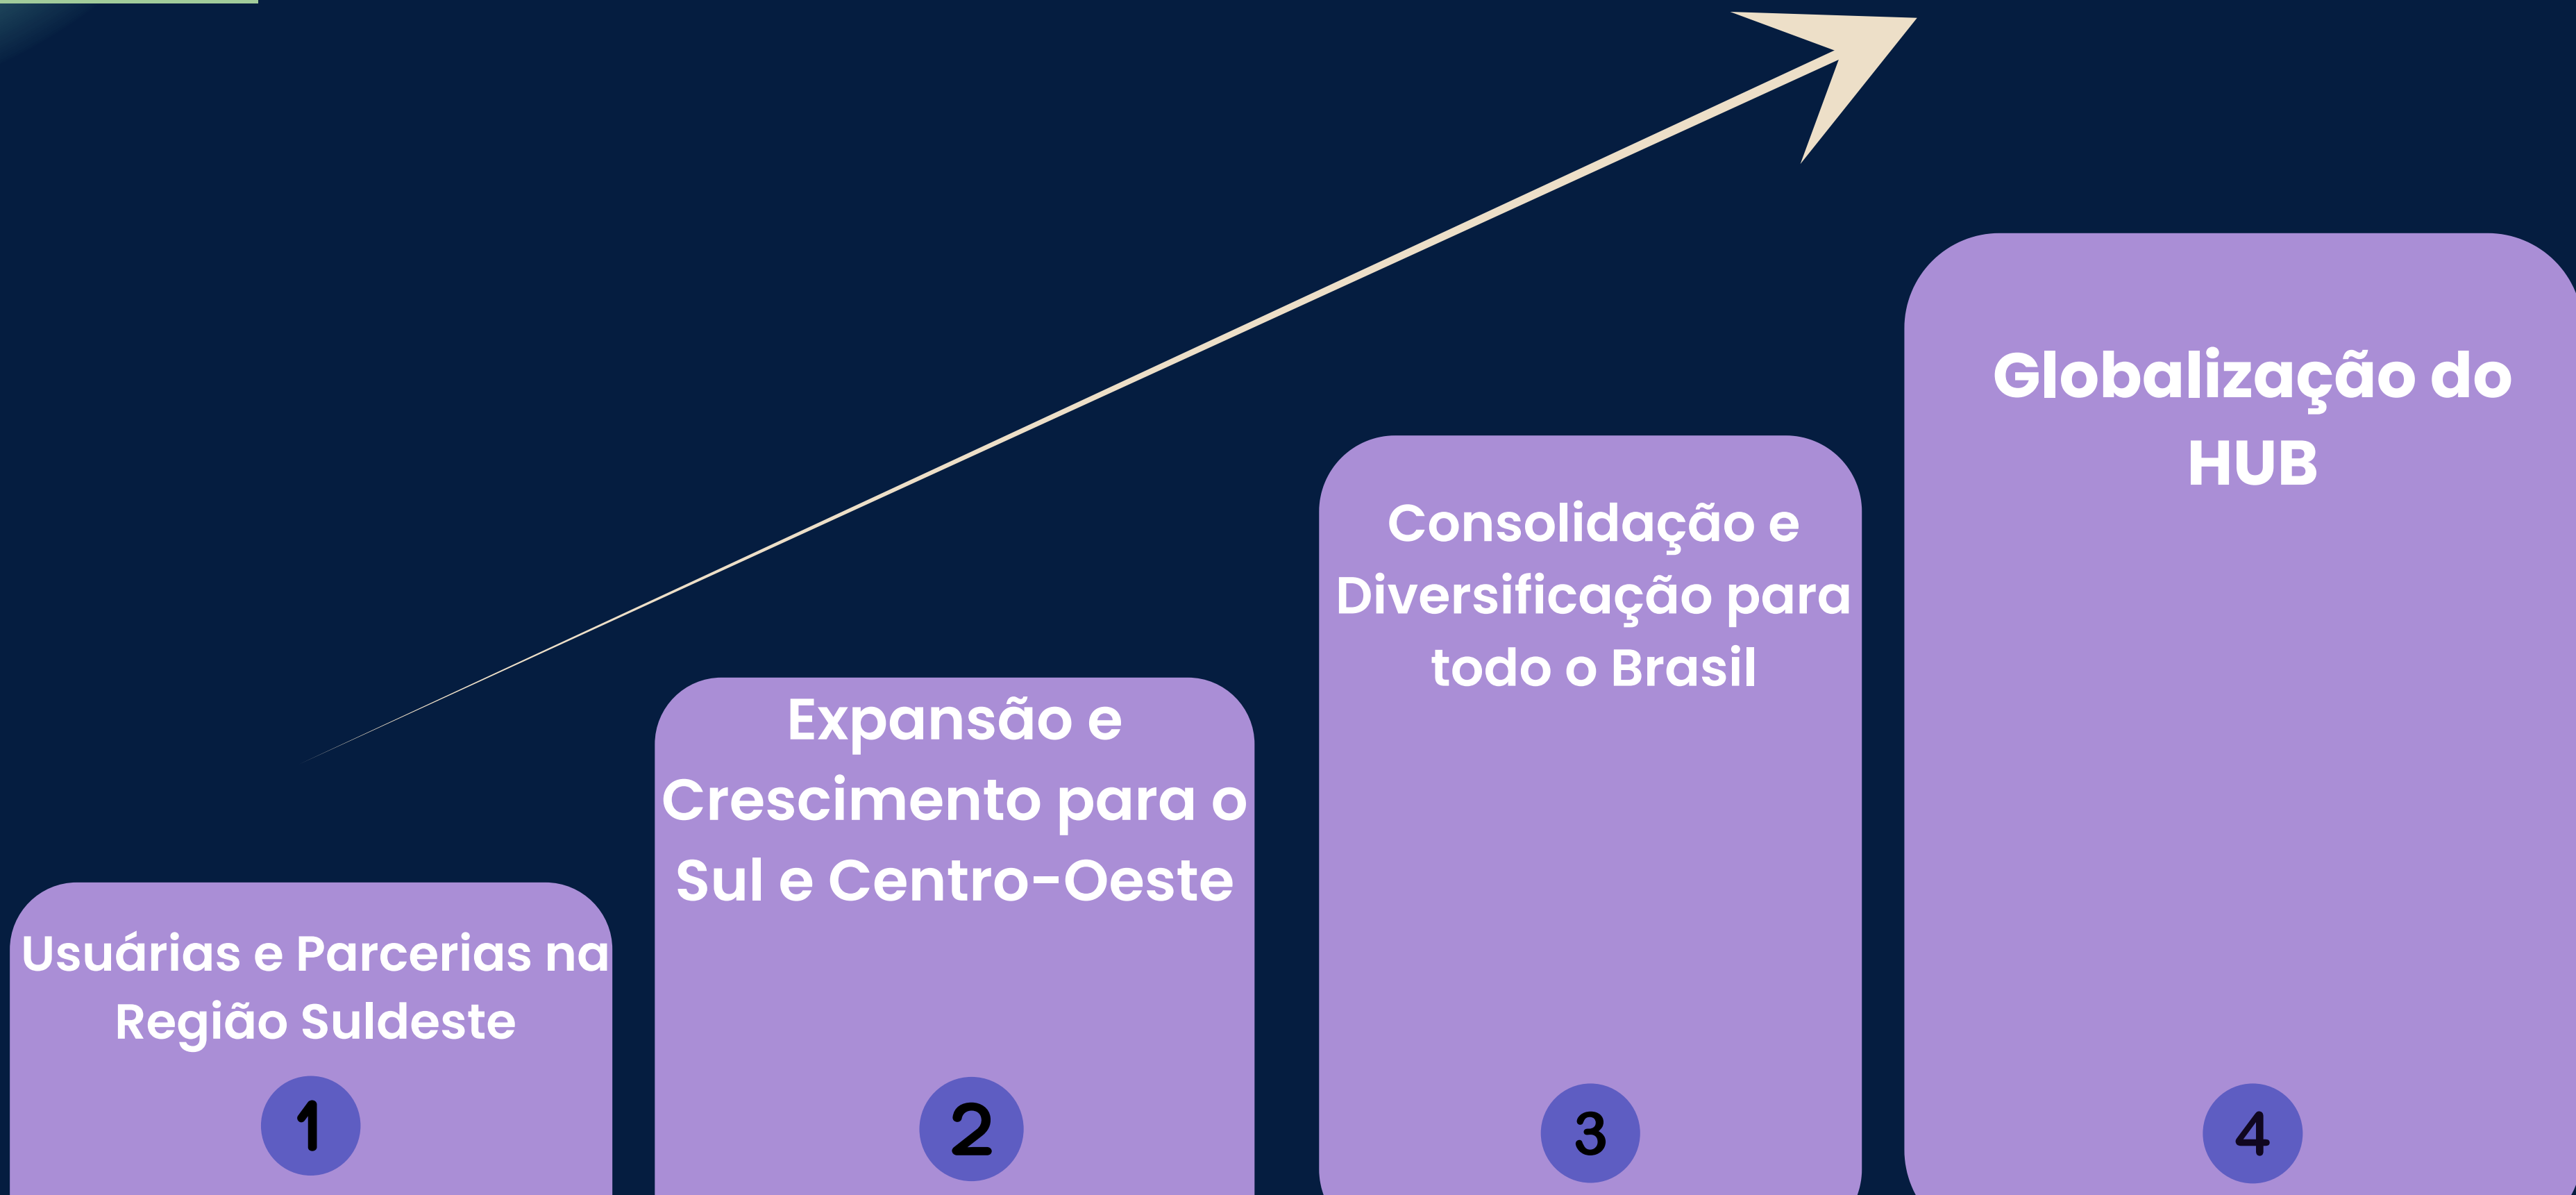 Usuárias e Parcerias na
Região Suldeste
1
Expansão e
Crescimento para o
Sul e Centro-Oeste
2
Consolidação e
Diversificação para
todo o Brasil
3
Globalização do
HUB
4